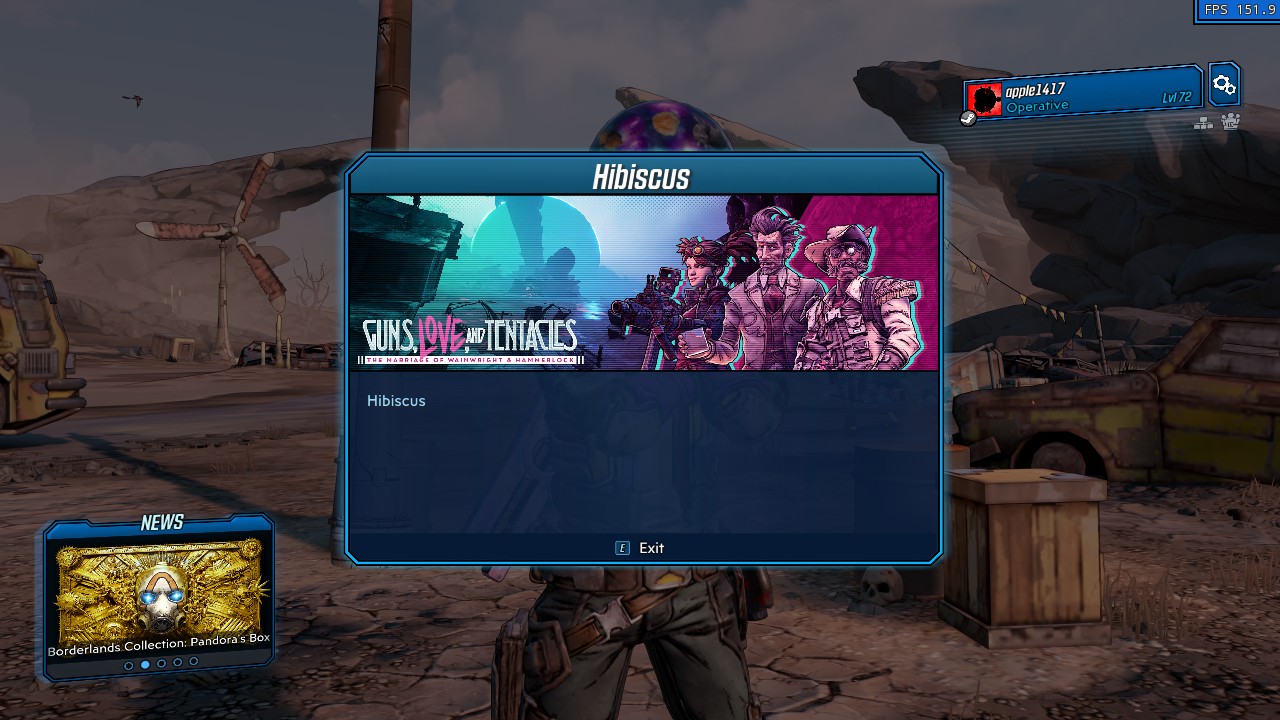 FPS 151.9
apple1417
Operative
Lvl 72
Hibiscus
GUNS, LOVE, AND TENTACLES
THE MARRIAGE OF WAINWRIGHT & HAMMERLOCK
Hibiscus
E Exit
NEWS
Borderlands Collection: Pandora's Box